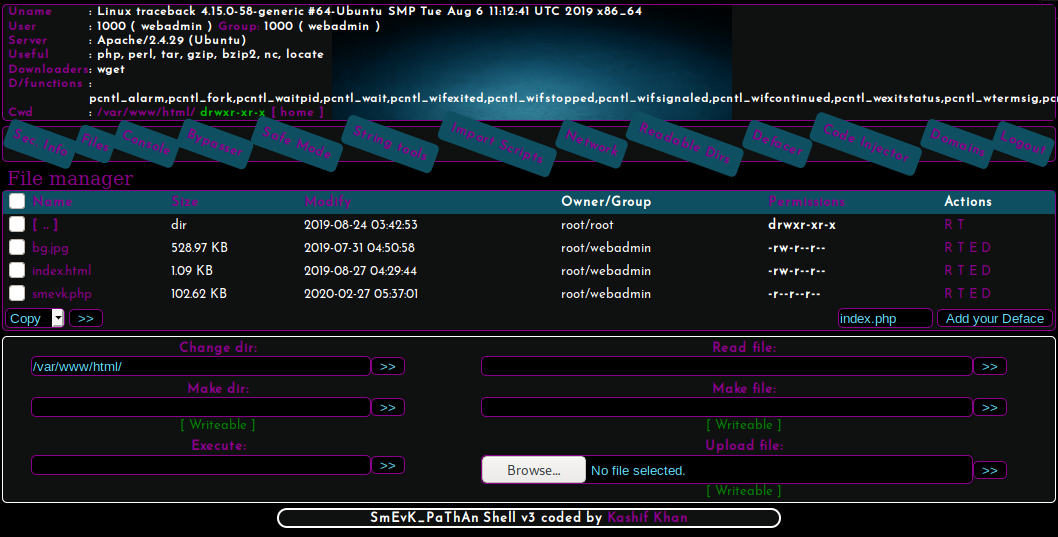 Uname : Linux traceback 4.15.0-58-generic #64-Ubuntu SMP Tue Aug 6 11:12:41 UTC 2019 x86_64
User : 1000 ( webadmin ) Group: 1000 ( webadmin )
Server : Apache/2.4.29 (Ubuntu)
Useful : php, perl, tar, gzip, bzip2, nc, locate
Downloaders : wget
D/functions :
pcntl_alarm,pcntl_fork,pcntl_waitpid,pcntl_wait,pcntl_wifexited,pcntl_wifstopped,pcntl_wifsignaled,pcntl_wifcontinued,pcntl_wexitstatus,pcntl_wtermsig,pc
Cwd : /var/www/html/ drwxr-xr-x [ home ]
Sec. Info Files Console Bypasser Safe Mode String tools Import Scripts Network Readable Dirs Defacer Code Injector Domains Logout
File manager
Name Size Modify Owner/Group Permissions Actions
[ .. ] dir 2019-08-24 03:42:53 root/root drwxr-xr-x R T
bg.jpg 528.97 KB 2019-07-31 04:50:58 root/webadmin -rw-r--r-- R T E D
index.html 1.09 KB 2019-08-27 04:29:44 root/webadmin -rw-r--r-- R T E D
smevk.php 102.62 KB 2020-02-27 05:37:01 root/webadmin -r--r--r-- R T E D
Copy >> index.php Add your Deface
Change dir: Read file:
/var/www/html/ >> >>
Make dir: Make file:
>> >>
[ Writeable ] [ Writeable ]
Execute: Upload file:
>> Browse... No file selected. >>
[ Writeable ]
SmEvK_PaThAn Shell v3 coded by Kashif Khan